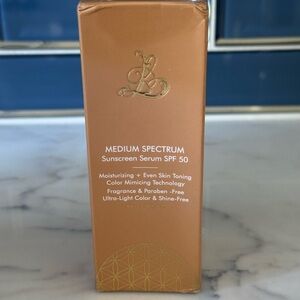 MEDIUM SPECTRUM
Sunscreen Serum SPF 50
Moisturizing + Even Skin Toning
Color Mimicing Technology
Fragrance & Paraben -Free
Ultra-Light Color & Shine-Free